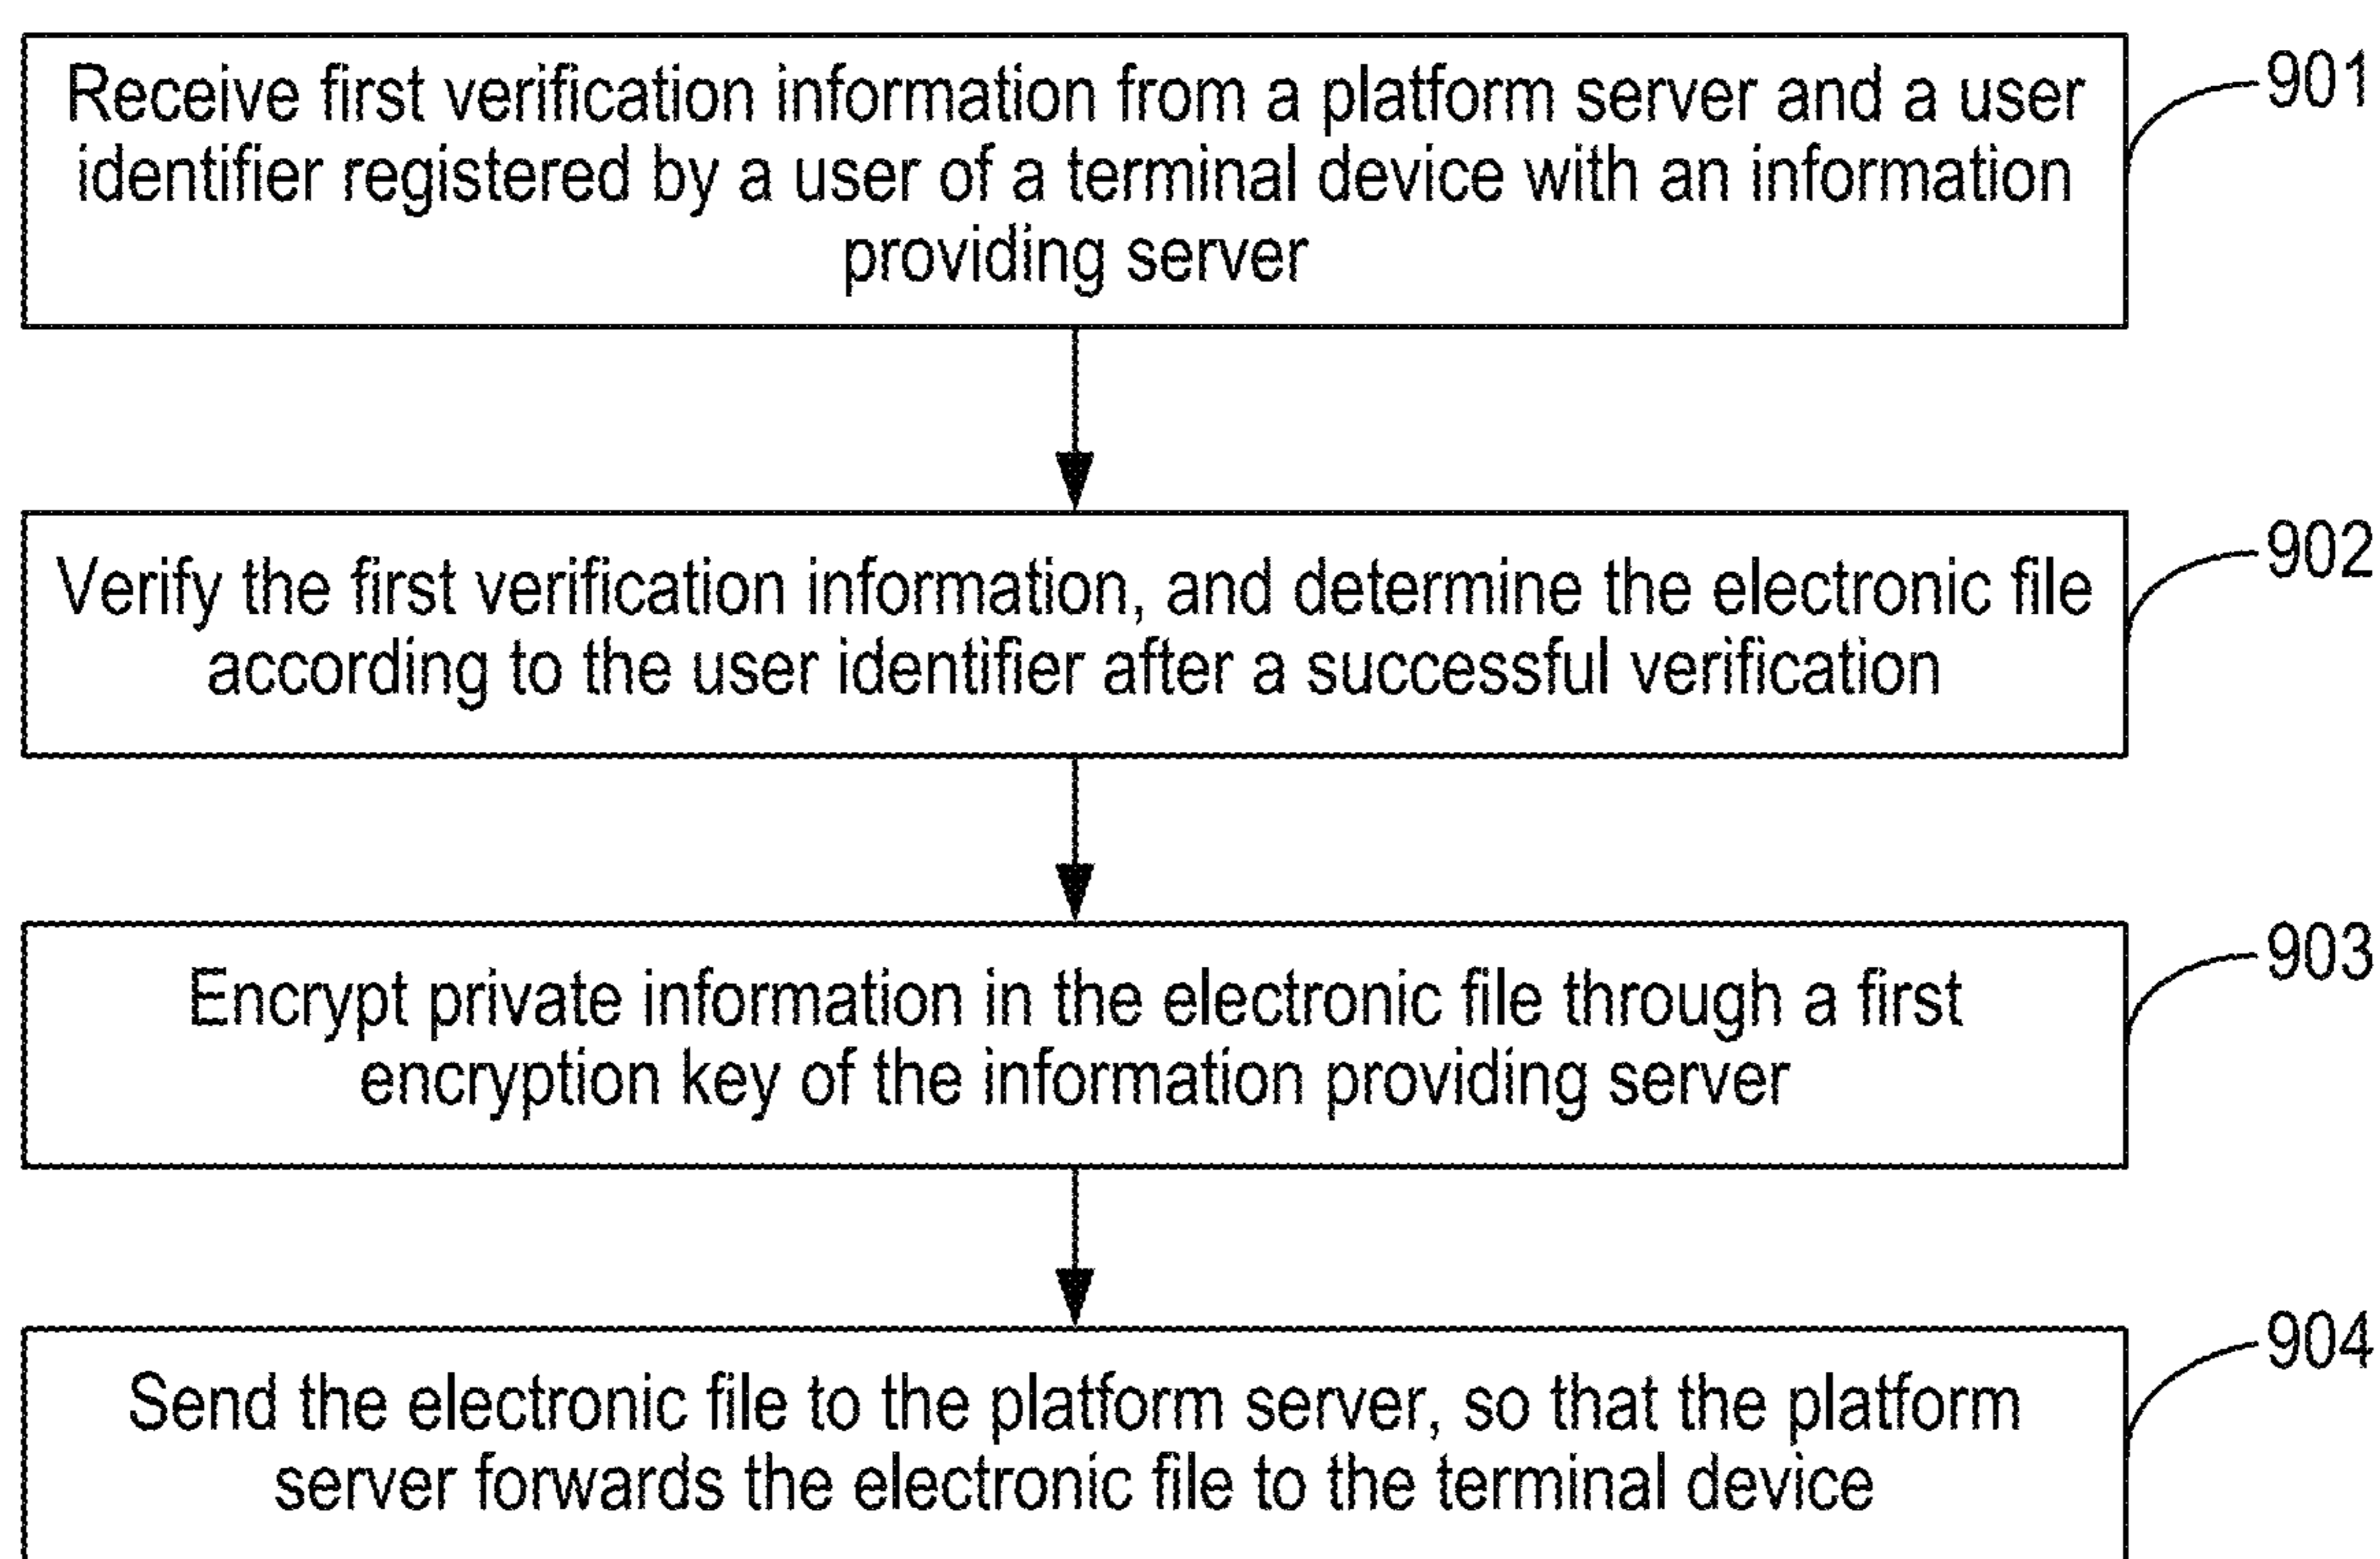 Receive first verification information from a platform server and a user
identifier registered by a user of a terminal device with an information
providing server
901
Verify the first verification information, and determine the electronic file
according to the user identifier after a successful verification
902
Encrypt private information in the electronic file through a first
encryption key of the information providing server
903
Send the electronic file to the platform server, so that the platform
server forwards the electronic file to the terminal device
904